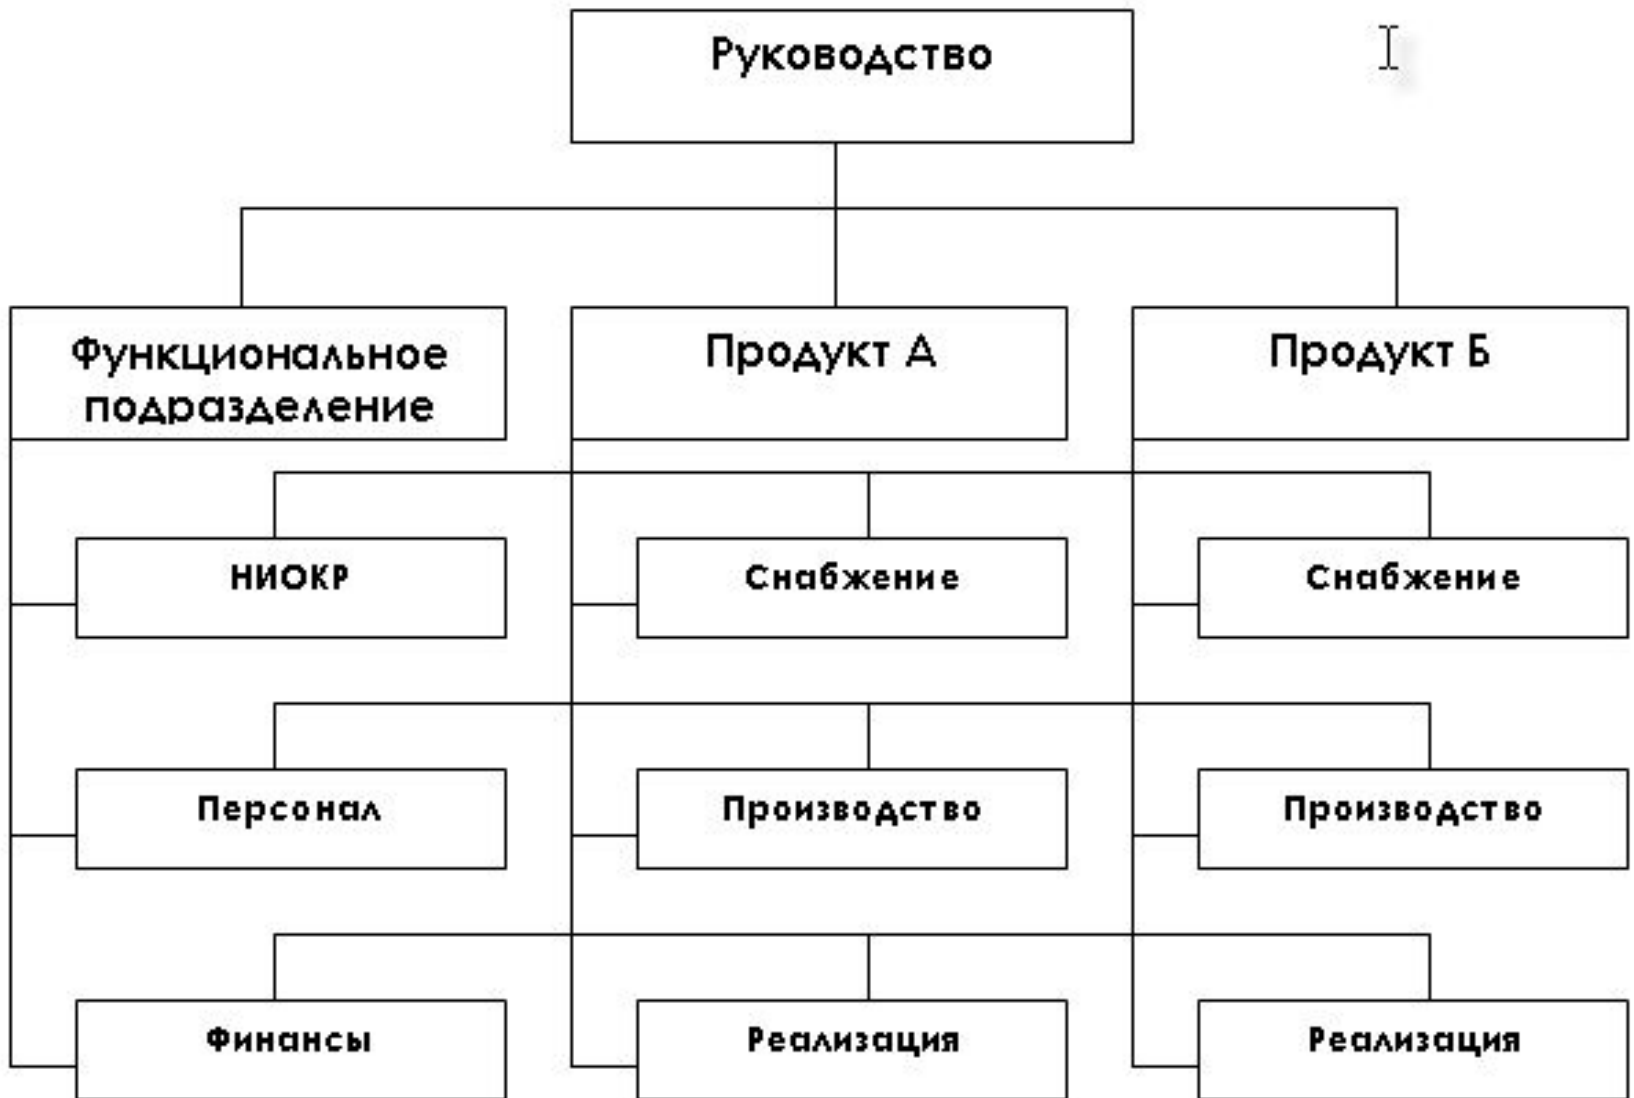 Руководство
Функциональное
подразделение
Продукт А
Продукт Б
НИОКР
Снабжение
Снабжение
Персонал
Производство
Производство
Финансы
Реализация
Реализация